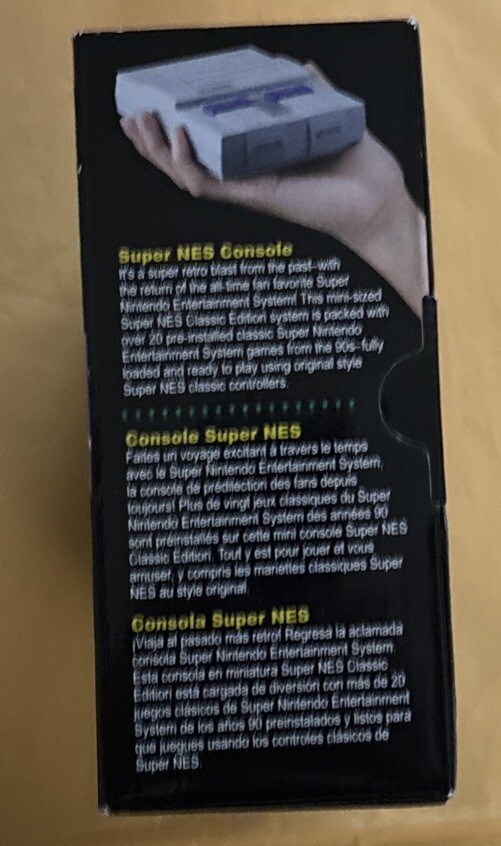 Super NES Console
It's a super retro blast from the past–with
the return of the all-time fan favorite Super
Nintendo Entertainment System! This mini-sized
Super NES Classic Edition system is packed with
over 20 pre-installed classic Super Nintendo
Entertainment System games from the 90s–fully
loaded and ready to play using original style
Super NES classic controllers.
Console Super NES
Faites un voyage excitant à travers le temps
avec le Super Nintendo Entertainment System,
la console de prédilection des fans depuis
toujours! Plus de vingt jeux classiques du Super
Nintendo Entertainment System des années 90
sont préinstallés sur cette mini console Super NES
Classic Edition. Tout y est pour jouer et vous
amuser, y compris les manettes classiques Super
NES au style original.
Consola Super NES
¡Viaja al pasado más retro! Regresa la aclamada
consola Super Nintendo Entertainment System.
Esta consola en miniatura Super NES Classic
Edition está cargada de diversión con más de 20
juegos clásicos de Super Nintendo Entertainment
System de los años 90 preinstalados y listos para
que juegues usando los controles clásicos de
Super NES.